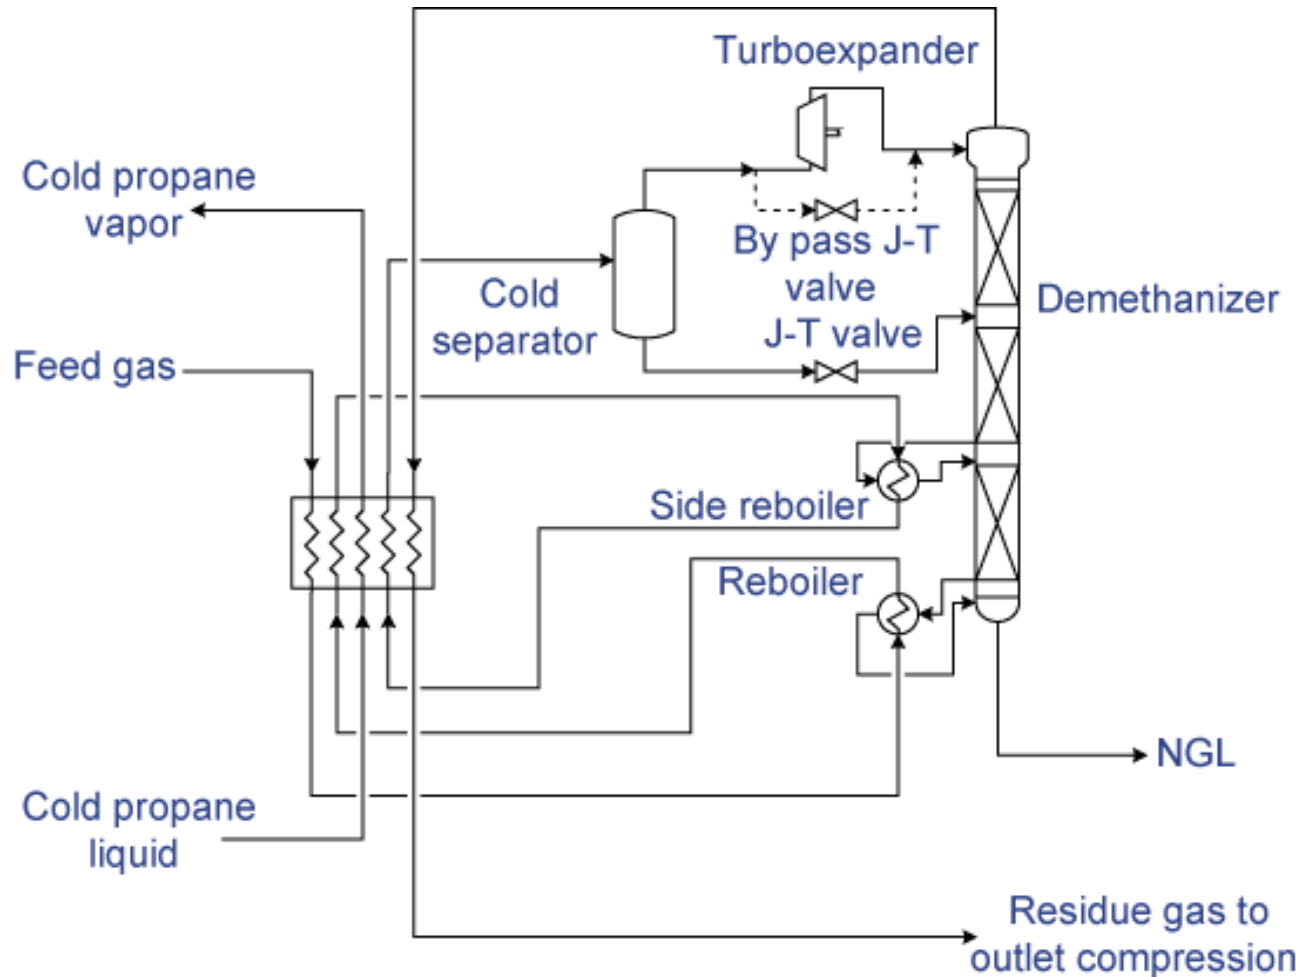 Turboexpander
Cold propane
vapor
By pass J-T
valve
J-T valve
Cold
separator
Demethanizer
Feed gas
Side reboiler
Reboiler
NGL
Cold propane
liquid
Residue gas to
outlet compression